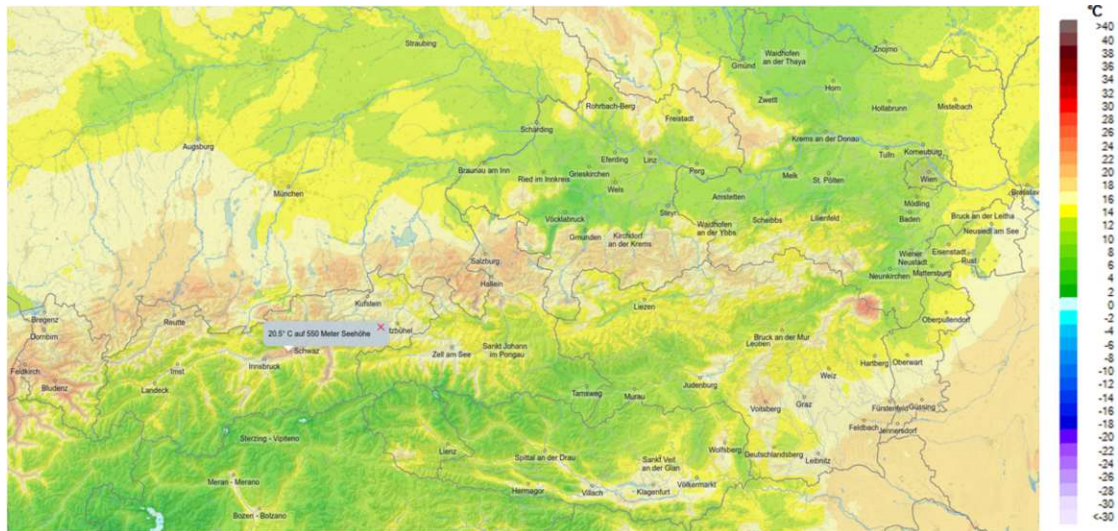 °C
>40
40
38
36
34
32
30
28
26
24
22
20
18
16
14
12
10
8
6
4
2
0
-2
-4
-6
-8
-10
-12
-14
-16
-18
-20
-22
-24
-26
-28
-30
<-30
Straubing
Waidhofen
an der Thaya
Znojmo
Gmünd
Horn
Zwettl
Rohrbach-Berg
Hollabrunn
Mistelbach
Freistadt
Schärding
Augsburg
Krems an der Donau
Eferding
Linz
Tulln
Korneuburg
Braunau am Inn
Grieskirchen
Perg
Melk
St. Pölten
Wien
Ried im Innkreis
Wels
München
Amstetten
Mödling
Bratislava
Vöcklabruck
Steyr
Waidhofen
an der Ybbs
Scheibbs
Lilienfeld
Baden
Bruck an der Leitha
Neusiedl am See
Gmunden
Kirchdorf
an der Krems
Wiener
Neustadt
Eisenstadt
Rust
Salzburg
Mattersburg
Neunkirchen
Hallein
Kufstein
Liezen
Bregenz
Reutte
Oberpullendorf
Dornbirn
20.5° C auf 550 Meter Seehöhe
tzbühel
Bruck an der Mur
Leoben
Schwaz
Zell am See
Sankt Johann
im Pongau
Feldkirch
Imst
Innsbruck
Hartberg
Oberwart
Bludenz
Landeck
Weiz
Judenburg
Tamsweg
Murau
Voitsberg
Graz
Fürstenfeld
Güssing
Feldbach
Jennersdorf
Sterzing - Vipiteno
Lienz
Spittal an der Drau
Sankt Veit
an der Glan
Wolfsberg
Deutschlandsberg
Leibnitz
Meran - Merano
Hermagor
Villach
Klagenfurt
Völkermarkt
Bozen - Bolzano